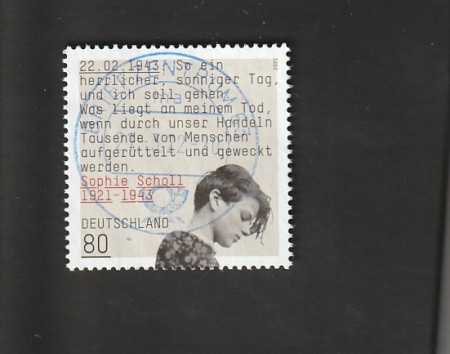 22.02.1943: So ein
herrlicher, sonniger Tag,
und ich soll gehen.
Was liegt an meinem Tod,
wenn durch unser Handeln
Tausende von Menschen
aufgerüttelt und geweckt
werden.
Sophie Scholl
1921-1943
DEUTSCHLAND
80